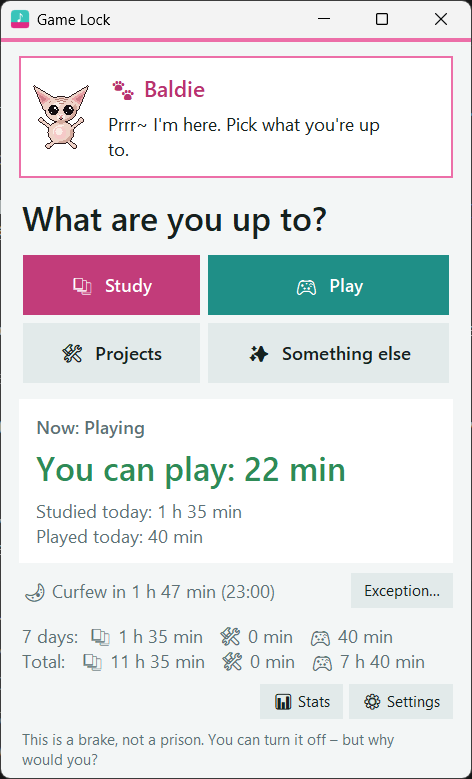 Game Lock
Baldie
Prrr~ I'm here. Pick what you're up
to.
What are you up to?
Study
Play
Projects
Something else
Now: Playing
You can play: 22 min
Studied today: 1 h 35 min
Played today: 40 min
Curfew in 1 h 47 min (23:00)
Exception...
7 days: 1 h 35 min 0 min 40 min
Total: 11 h 35 min 0 min 7 h 40 min
Stats
Settings
This is a brake, not a prison. You can turn it off – but why
would you?